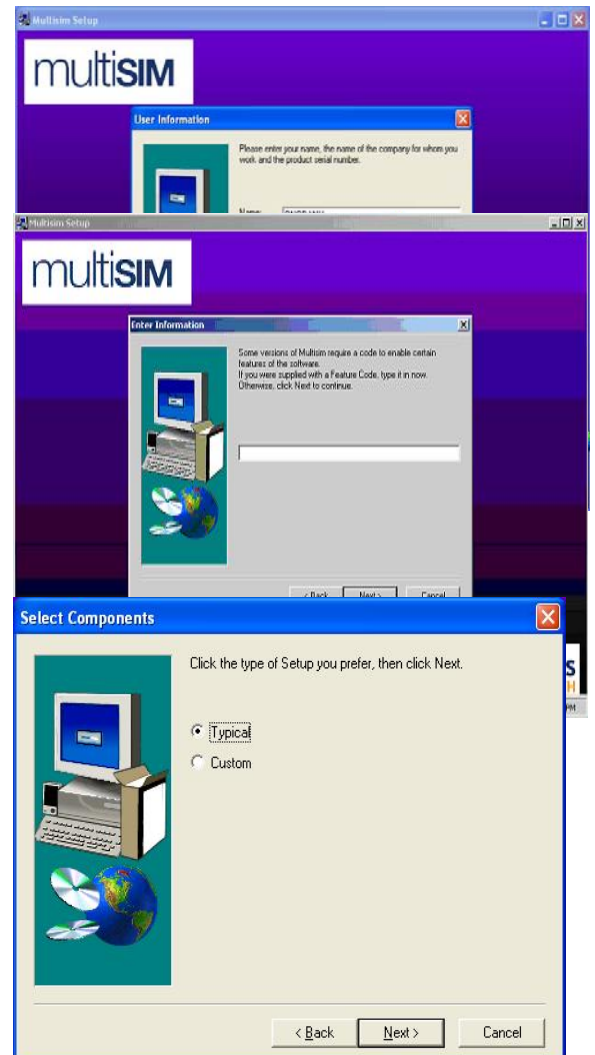 Multisim Setup
multiSIM
User Information
Please enter your name, the name of the company for whom you
work and the product serial number.
Name:
Multisim Setup
multiSIM
Enter Information
Some versions of Multisim require a code to enable certain
features of the software.
If you were supplied with a Feature Code, type it in now.
Otherwise, click Next to continue.
< Back Next > Cancel
Select Components
Click the type of Setup you prefer, then click Next.
S
H
PM
Typical
Custom
< Back Next > Cancel